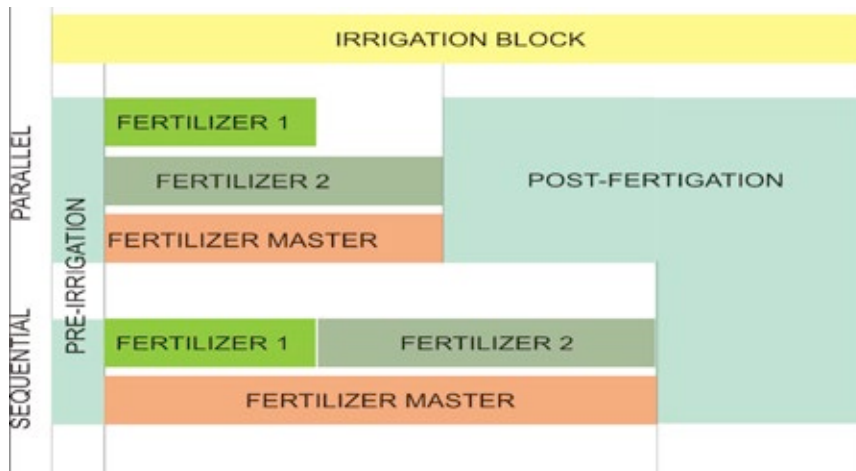 IRRIGATION BLOCK
PARALLEL
PRE-IRRIGATION
FERTILIZER 1
FERTILIZER 2
FERTILIZER MASTER
POST-FERTIGATION
SEQUENTIAL
FERTILIZER 1
FERTILIZER 2
FERTILIZER MASTER